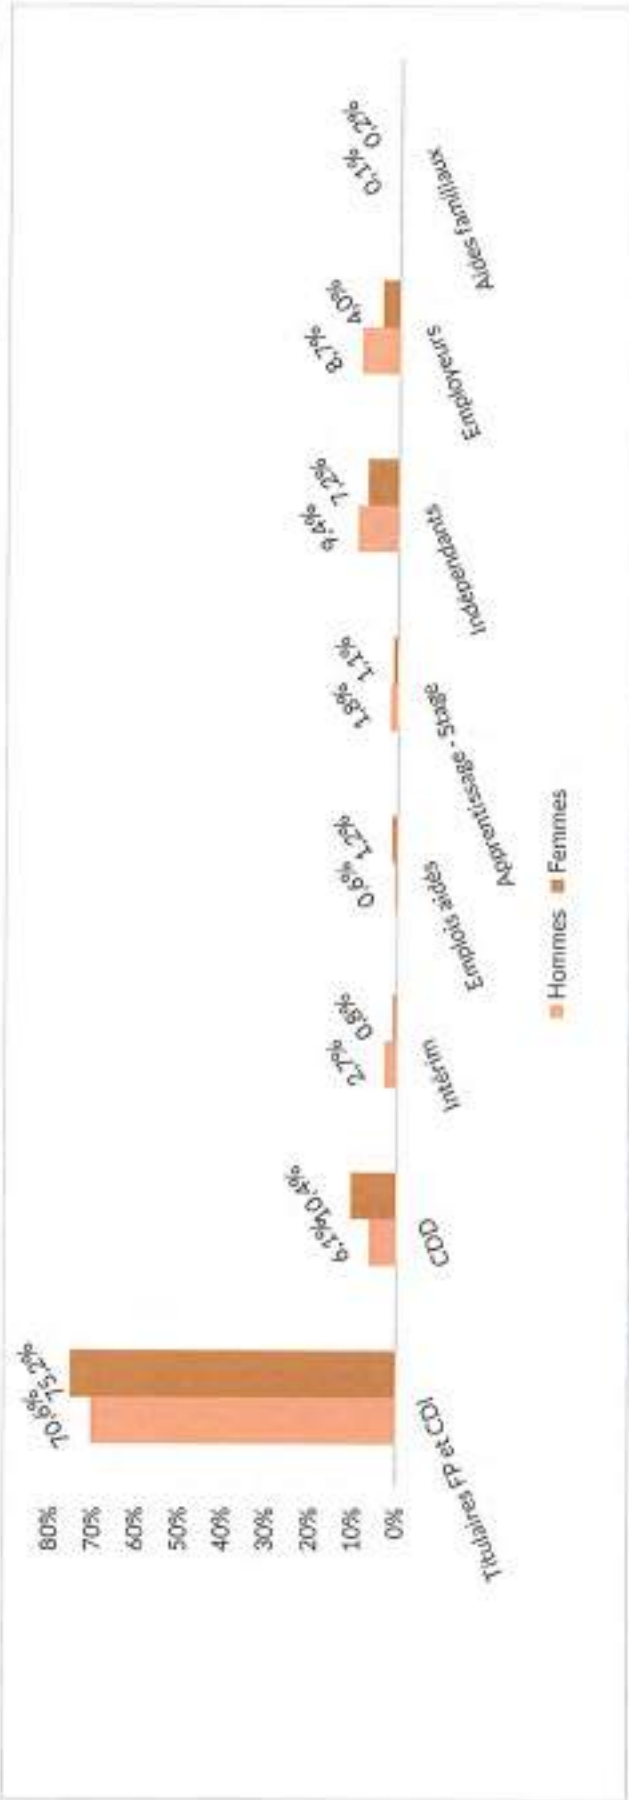 80%
70%
60%
50%
40%
30%
20%
10%
0%
70,6% 75,2%
6,1% 10,4%
2,7% 0,8%
0,6% 1,2%
1,8% 1,1%
9,4% 7,2%
8,7% 4,0%
0,1% 0,2%
Titulaires FP et CDI
CDD
Intérim
Emplois aidés
Apprentissage - Stage
Indépendants
Employeurs
Aides familiaux
Hommes Femmes